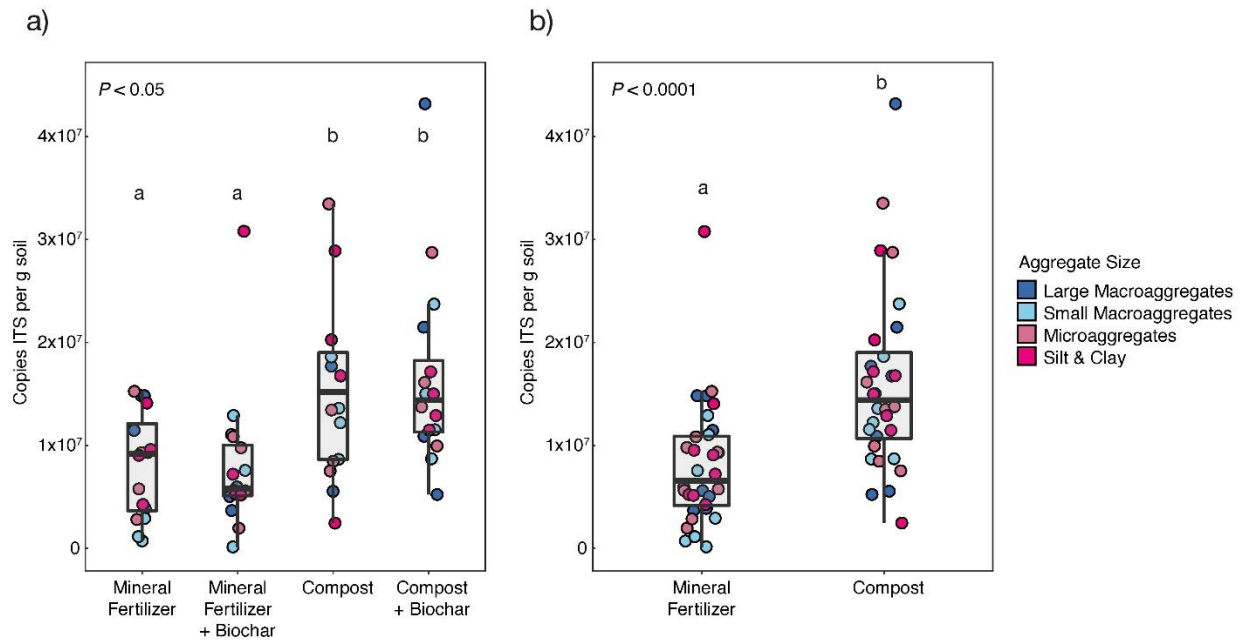 a)
P < 0.05
Copies ITS per g soil
4x10⁷
3x10⁷
2x10⁷
1x10⁷
0
a
a
b
b
Mineral
Fertilizer
Mineral
Fertilizer
+ Biochar
Compost
Compost
+ Biochar
b)
P < 0.0001
Copies ITS per g soil
4x10⁷
3x10⁷
2x10⁷
1x10⁷
0
a
b
Mineral
Fertilizer
Compost
Aggregate Size
Large Macroaggregates
Small Macroaggregates
Microaggregates
Silt & Clay